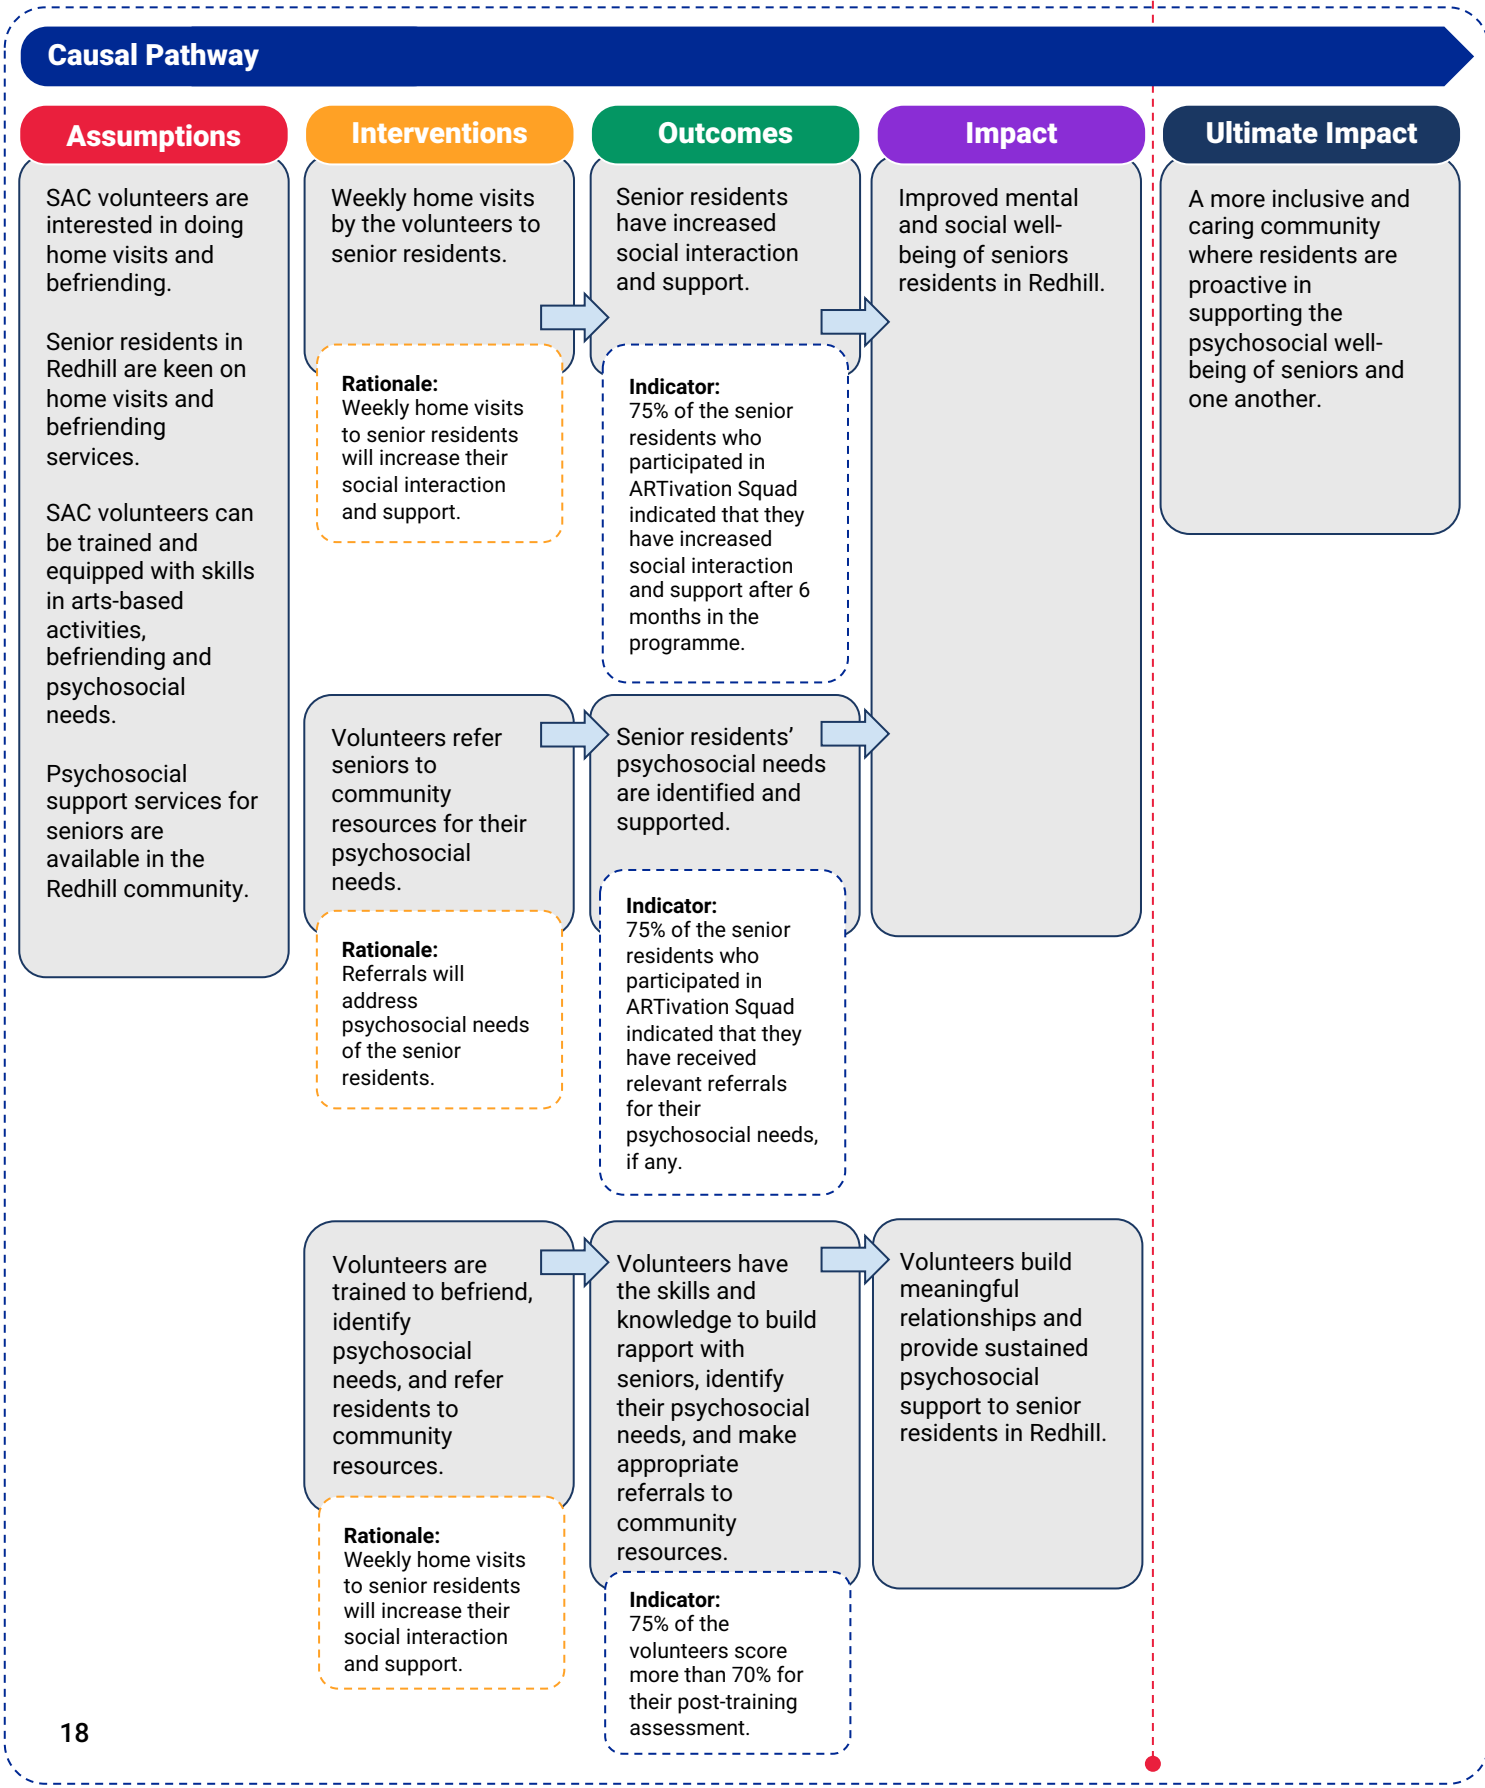 Causal Pathway
Assumptions
SAC volunteers are
interested in doing
home visits and
befriending.
Senior residents in
Redhill are keen on
home visits and
befriending
services.
SAC volunteers can
be trained and
equipped with skills
in arts-based
activities,
befriending and
psychosocial
needs.
Psychosocial
support services for
seniors are
available in the
Redhill community.
Interventions
Weekly home visits
by the volunteers to
senior residents.
Rationale:
Weekly home visits
to senior residents
will increase their
social interaction
and support.
Volunteers refer
seniors to
community
resources for their
psychosocial
needs.
Rationale:
Referrals will
address
psychosocial needs
of the senior
residents.
Volunteers are
trained to befriend,
identify
psychosocial
needs, and refer
residents to
community
resources.
Rationale:
Weekly home visits
to senior residents
will increase their
social interaction
and support.
Outcomes
Senior residents
have increased
social interaction
and support.
Indicator:
75% of the senior
residents who
participated in
ARTivation Squad
indicated that they
have increased
social interaction
and support after 6
months in the
programme.
Senior residents’
psychosocial needs
are identified and
supported.
Indicator:
75% of the senior
residents who
participated in
ARTivation Squad
indicated that they
have received
relevant referrals
for their
psychosocial needs,
if any.
Volunteers have
the skills and
knowledge to build
rapport with
seniors, identify
their psychosocial
needs, and make
appropriate
referrals to
community
resources.
Indicator:
75% of the
volunteers score
more than 70% for
their post-training
assessment.
Impact
Improved mental
and social well-
being of seniors
residents in Redhill.
Volunteers build
meaningful
relationships and
provide sustained
psychosocial
support to senior
residents in Redhill.
Ultimate Impact
A more inclusive and
caring community
where residents are
proactive in
supporting the
psychosocial well-
being of seniors and
one another.
18